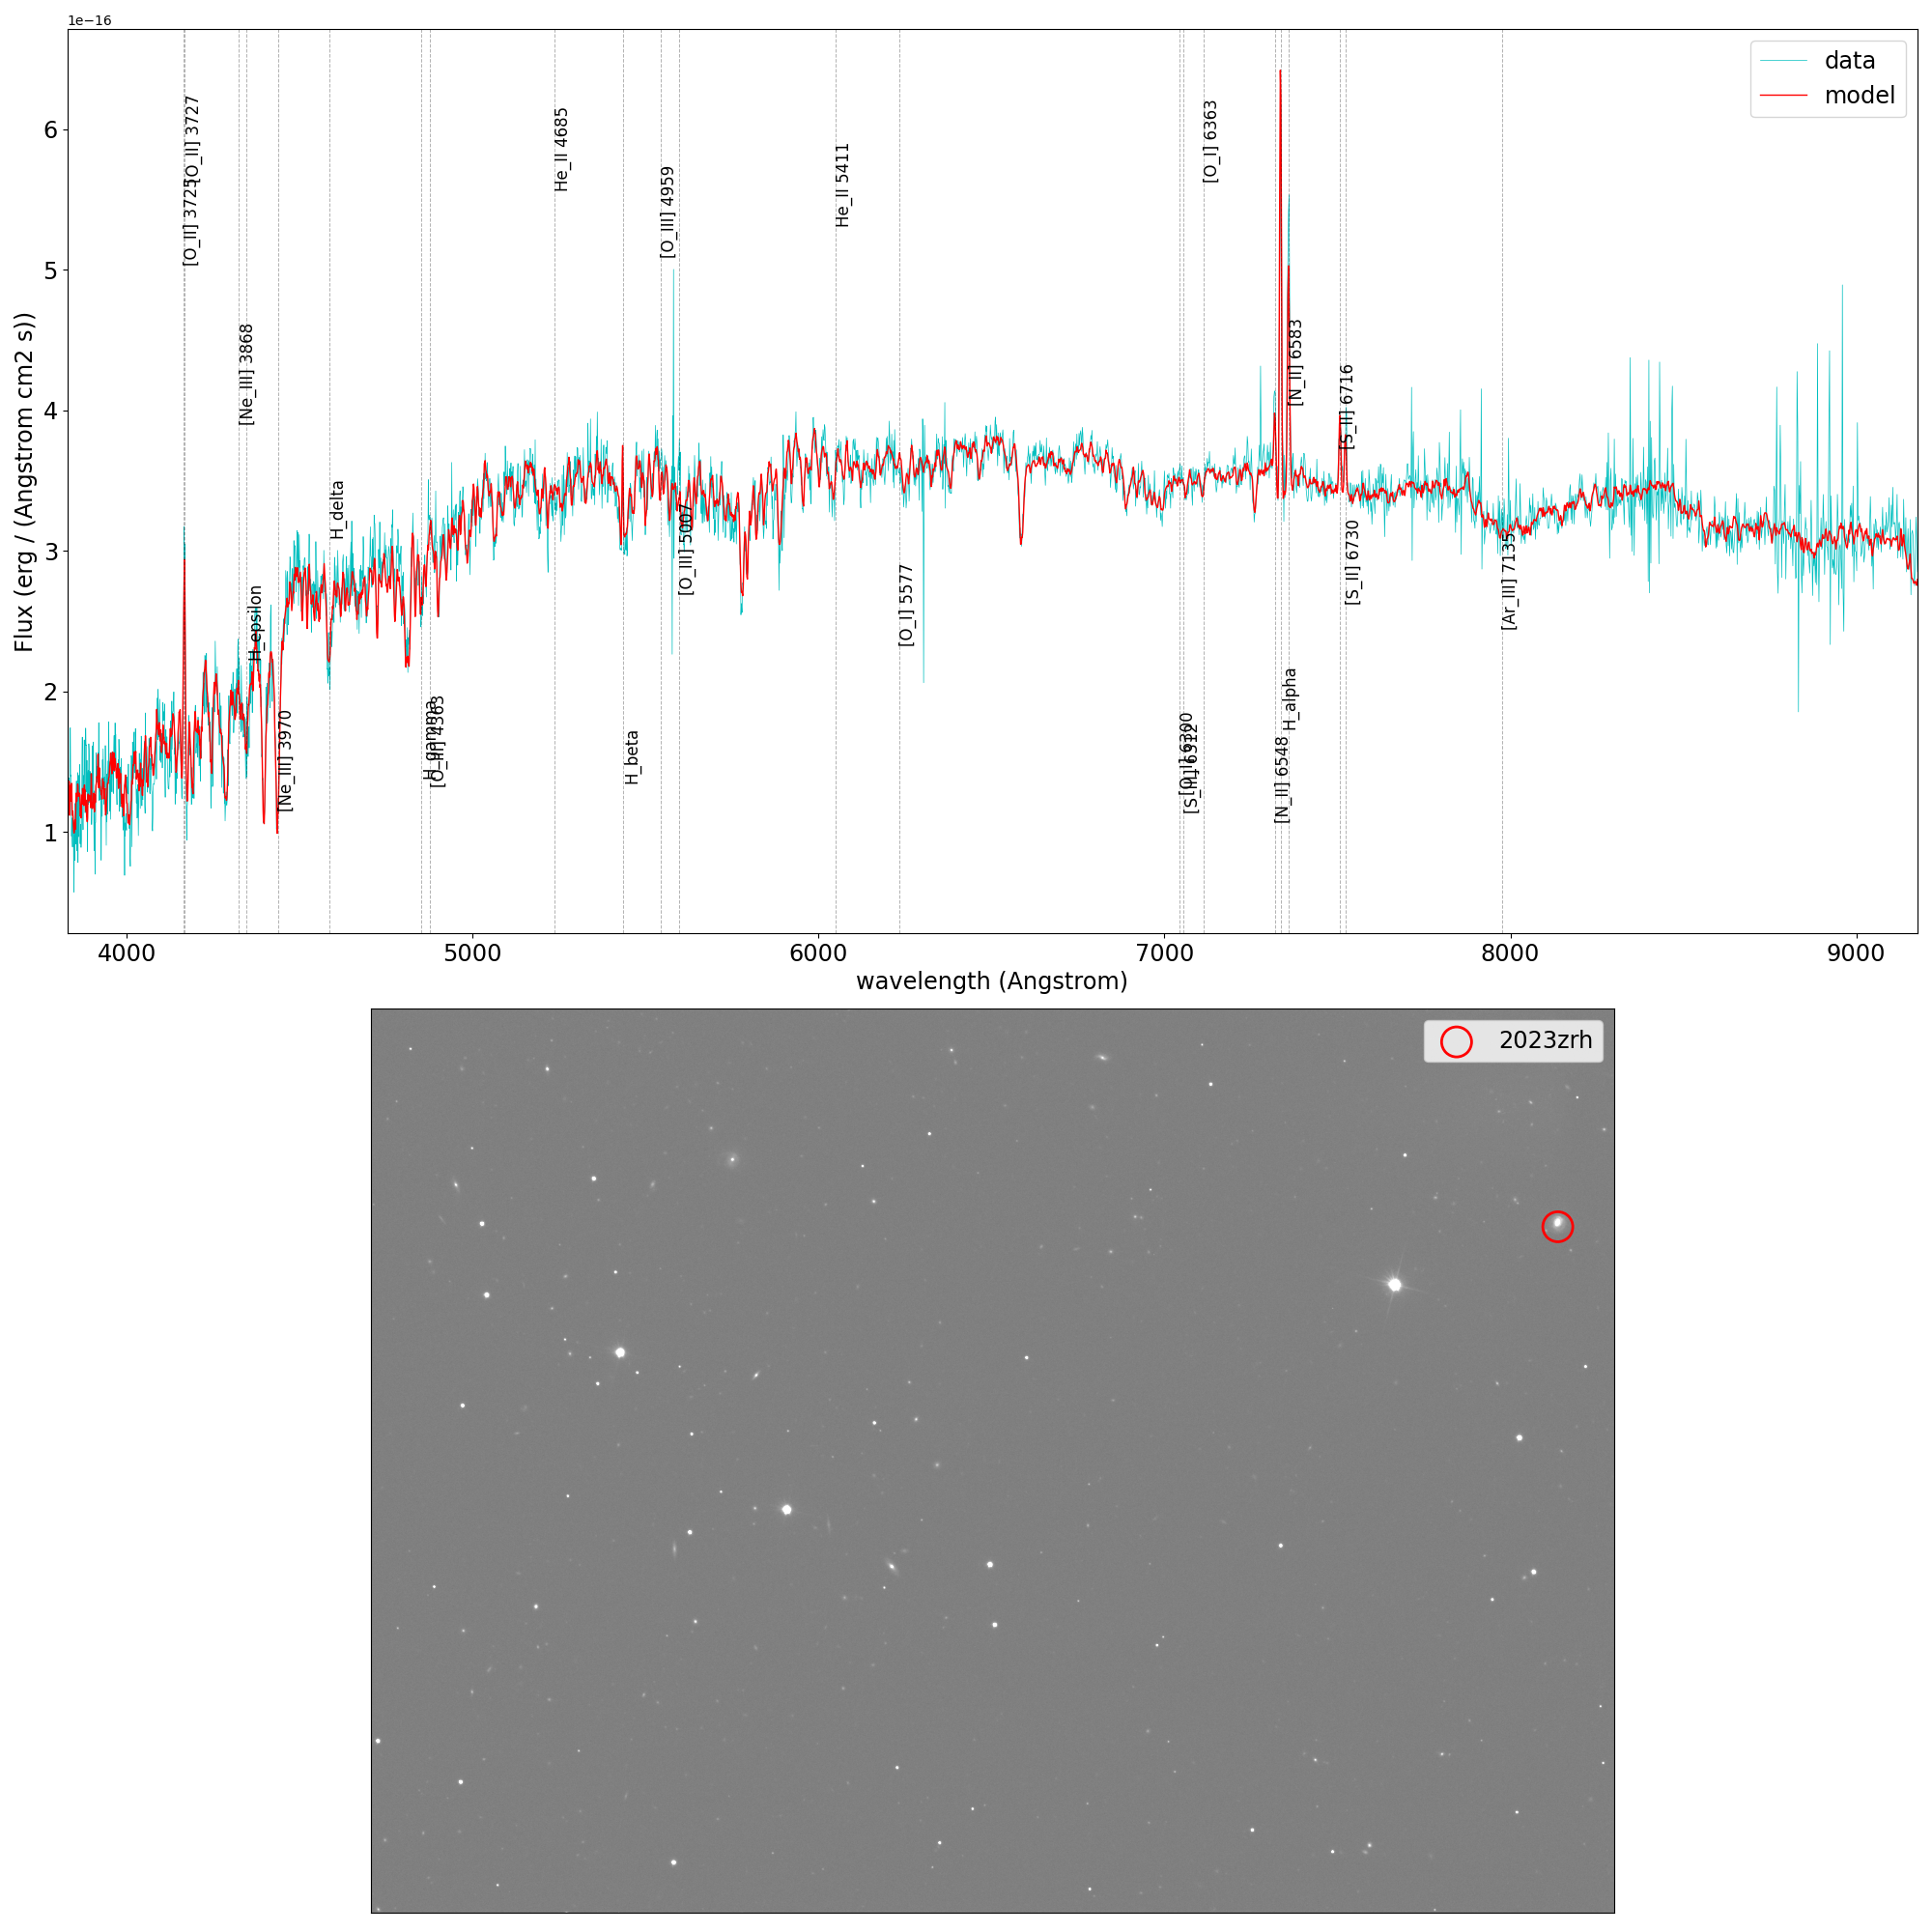 1e−16
data
model
Flux (erg / (Angstrom cm2 s))
6
5
4
3
2
1
[O_II] 3727
[O_II] 3725
[Ne_III] 3868
H_epsilon
[Ne_III] 3970
H_delta
H_gamma
[O_III] 4363
He_II 4685
H_beta
[O_III] 4959
[O_III] 5007
He_II 5411
[O_I] 5577
[O_I] 6300
[S_III] 6312
[O_I] 6363
[N_II] 6548
H_alpha
[N_II] 6583
[S_II] 6716
[S_II] 6730
[Ar_III] 7135
4000 5000 6000 7000 8000 9000
wavelength (Angstrom)
2023zrh